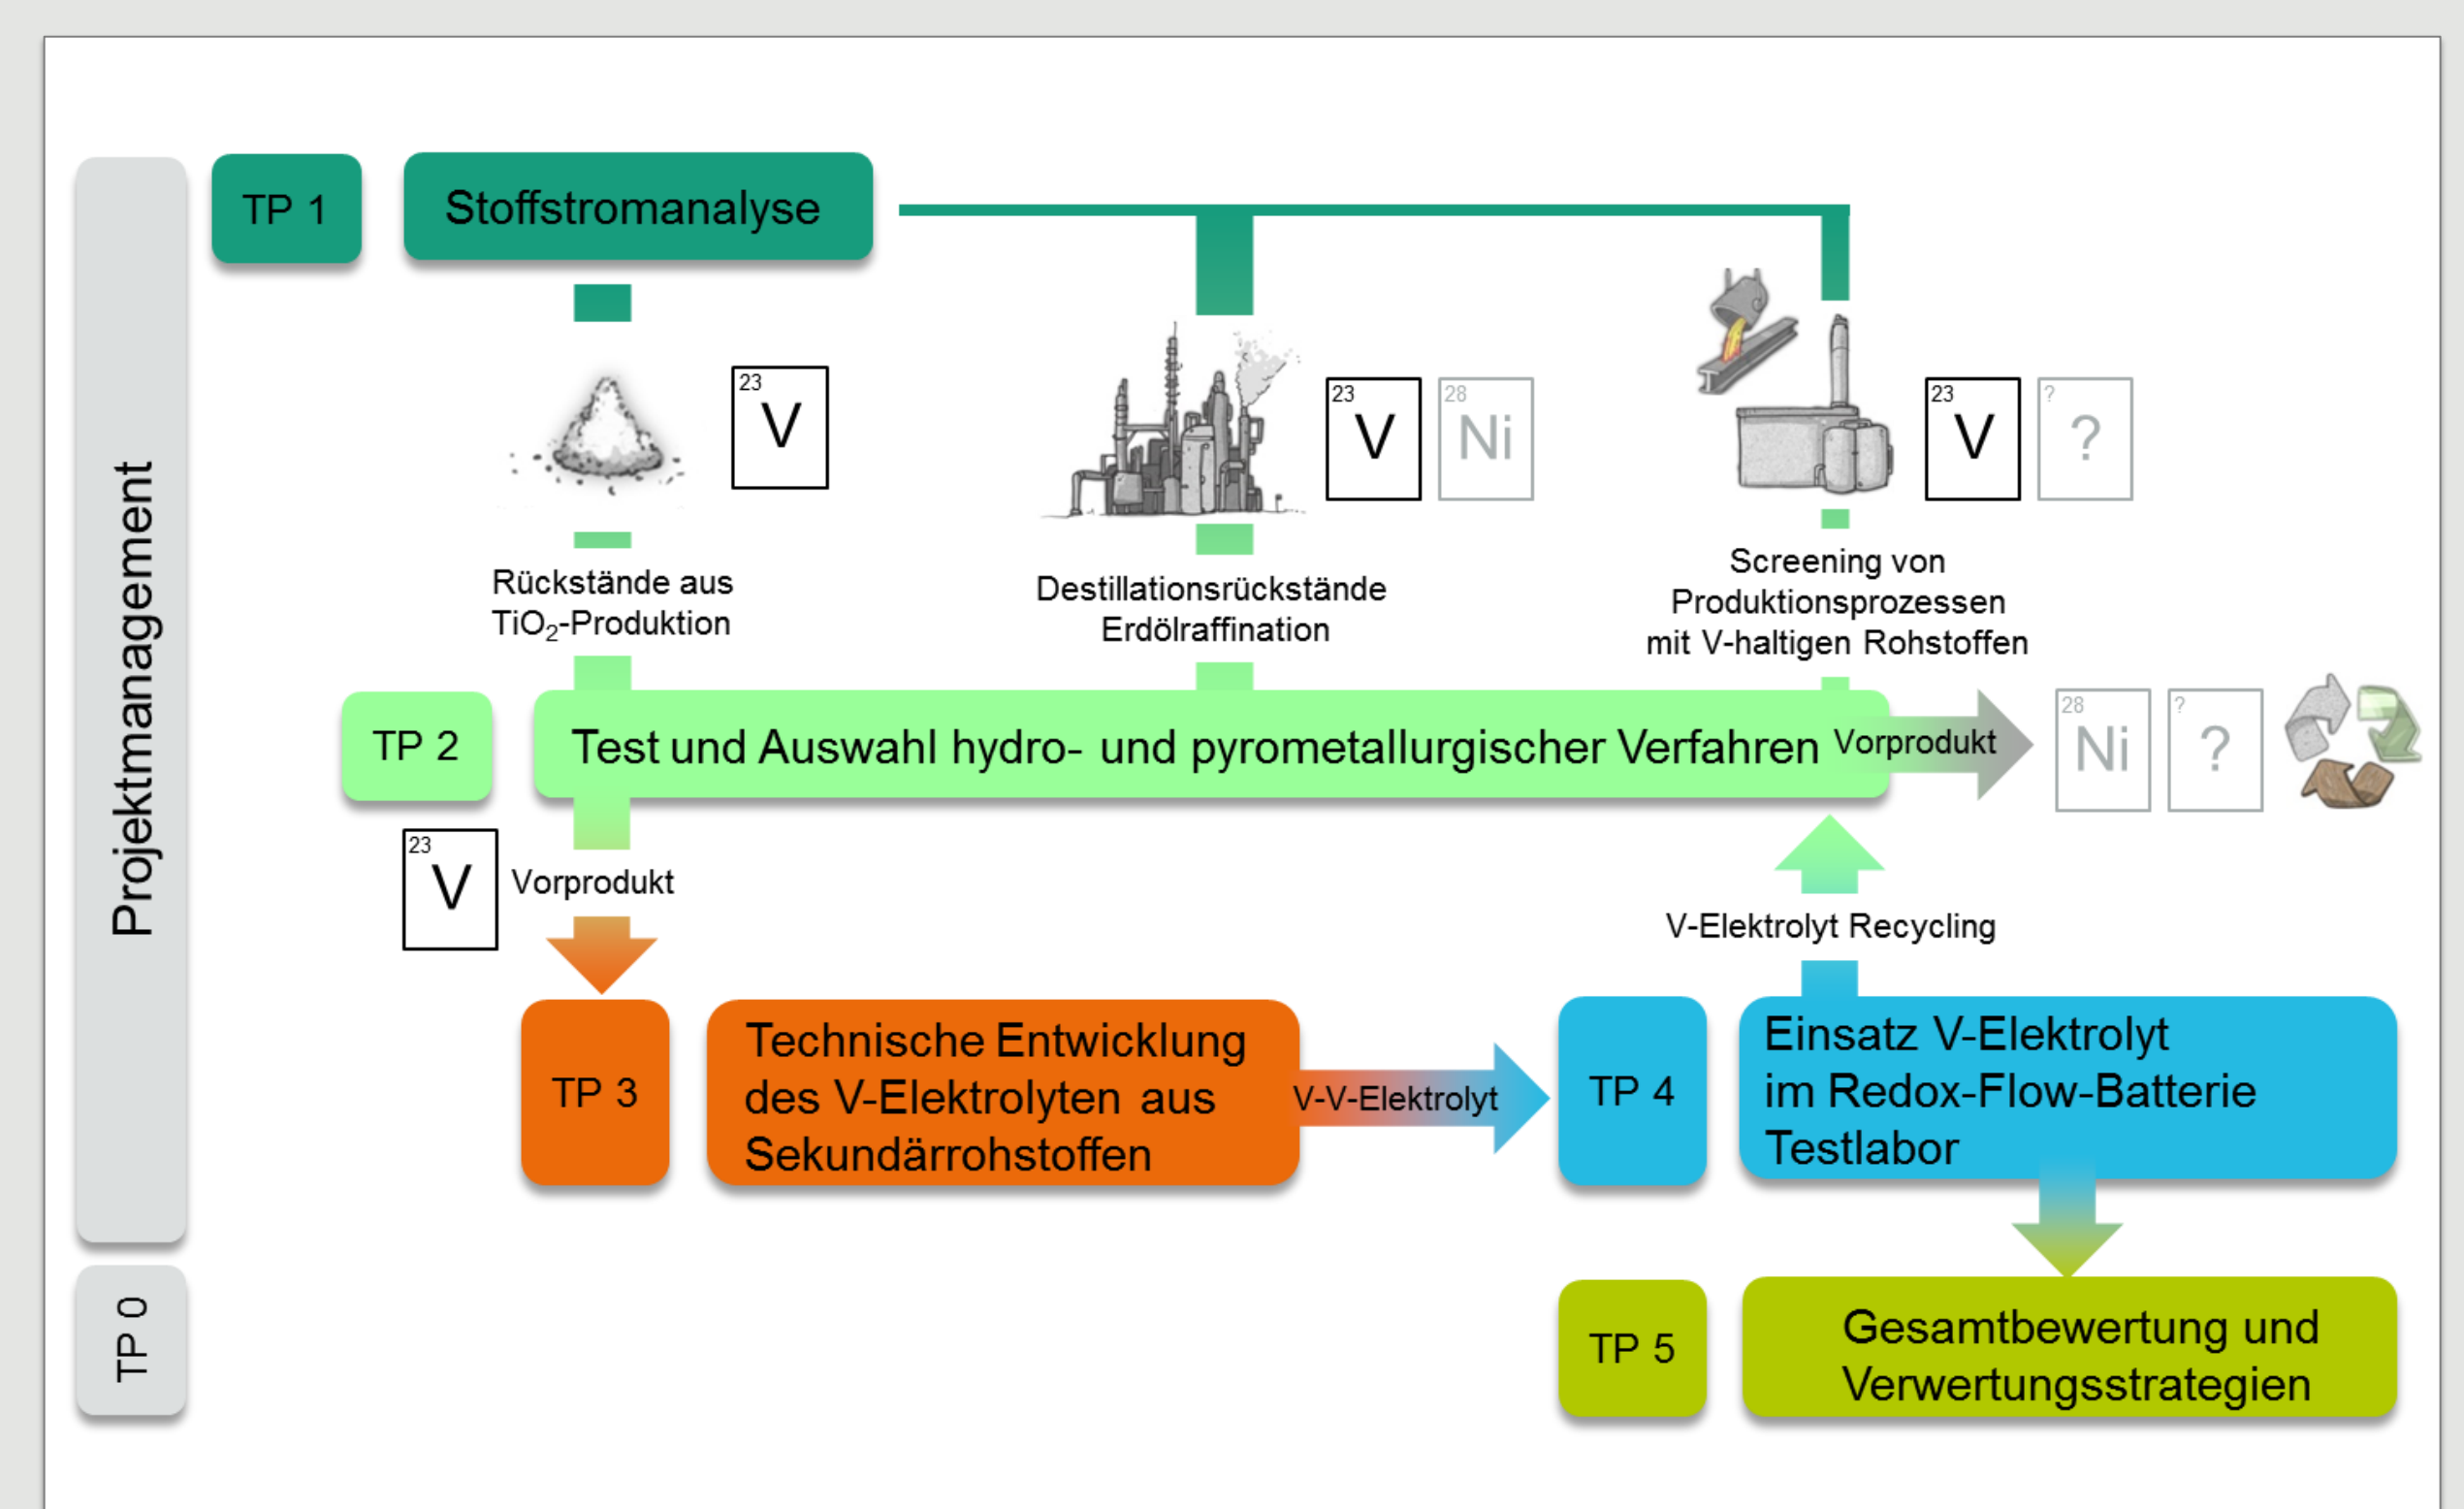 Projektmanagement
TP 0
TP 1
Stoffstromanalyse
23
V
23
V
28
Ni
23
V
?
?
Rückstände aus
TiO₂-Produktion
Destillationsrückstände
Erdölraffination
Screening von
Produktionsprozessen
mit V-haltigen Rohstoffen
TP 2
Test und Auswahl hydro- und pyrometallurgischer Verfahren
Vorprodukt
28
Ni
?
?
23
V
Vorprodukt
V-Elektrolyt Recycling
TP 3
Technische Entwicklung
des V-Elektrolyten aus
Sekundärrohstoffen
V-V-Elektrolyt
TP 4
Einsatz V-Elektrolyt
im Redox-Flow-Batterie
Testlabor
TP 5
Gesamtbewertung und
Verwertungsstrategien